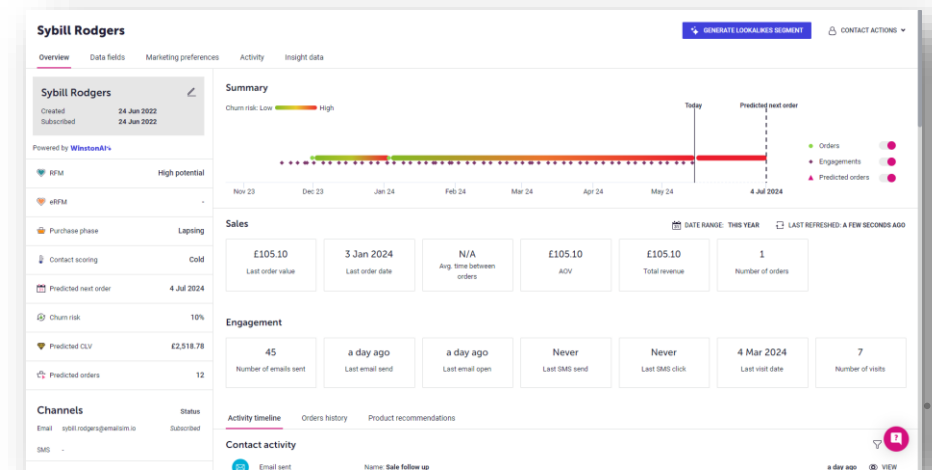 Sybill Rodgers
GENERATE LOOKALIKES SEGMENT
CONTACT ACTIONS
Overview Data fields Marketing preferences Activity Insight data
Sybill Rodgers
Created 24 Jun 2022
Subscribed 24 Jun 2022
Powered by WinstonAI
RFM High potential
eRFM -
Purchase phase Lapsing
Contact scoring Cold
Predicted next order 4 Jul 2024
Churn risk 10%
Predicted CLV £2,518.78
Predicted orders 12
Channels Status
Email sybill.rodgers@emailsim.io Subscribed
SMS -
Summary
Churn risk: Low High
Today Predicted next order
Orders
Engagements
Predicted orders
Nov 23 Dec 23 Jan 24 Feb 24 Mar 24 Apr 24 May 24 4 Jul 2024
Sales
DATE RANGE: THIS YEAR LAST REFRESHED: A FEW SECONDS AGO
£105.10 3 Jan 2024 N/A £105.10 £105.10 1
Last order value Last order date Avg. time between orders AOV Total revenue Number of orders
Engagement
45 a day ago a day ago Never Never 4 Mar 2024 7
Number of emails sent Last email send Last email open Last SMS send Last SMS click Last visit date Number of visits
Activity timeline Orders history Product recommendations
Contact activity
Email sent Name: Sale follow up a day ago VIEW